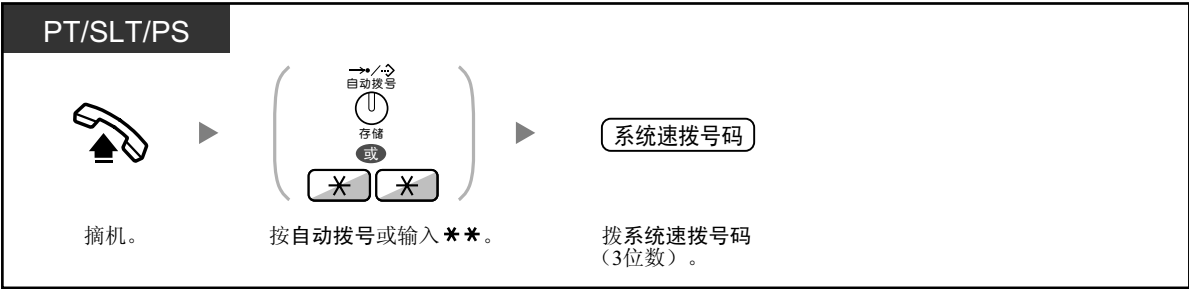 PT/SLT/PS
自动拨号
存储
或
系统速拨号码
摘机。
按自动拨号或输入**。
拨系统速拨号码
（3位数）。